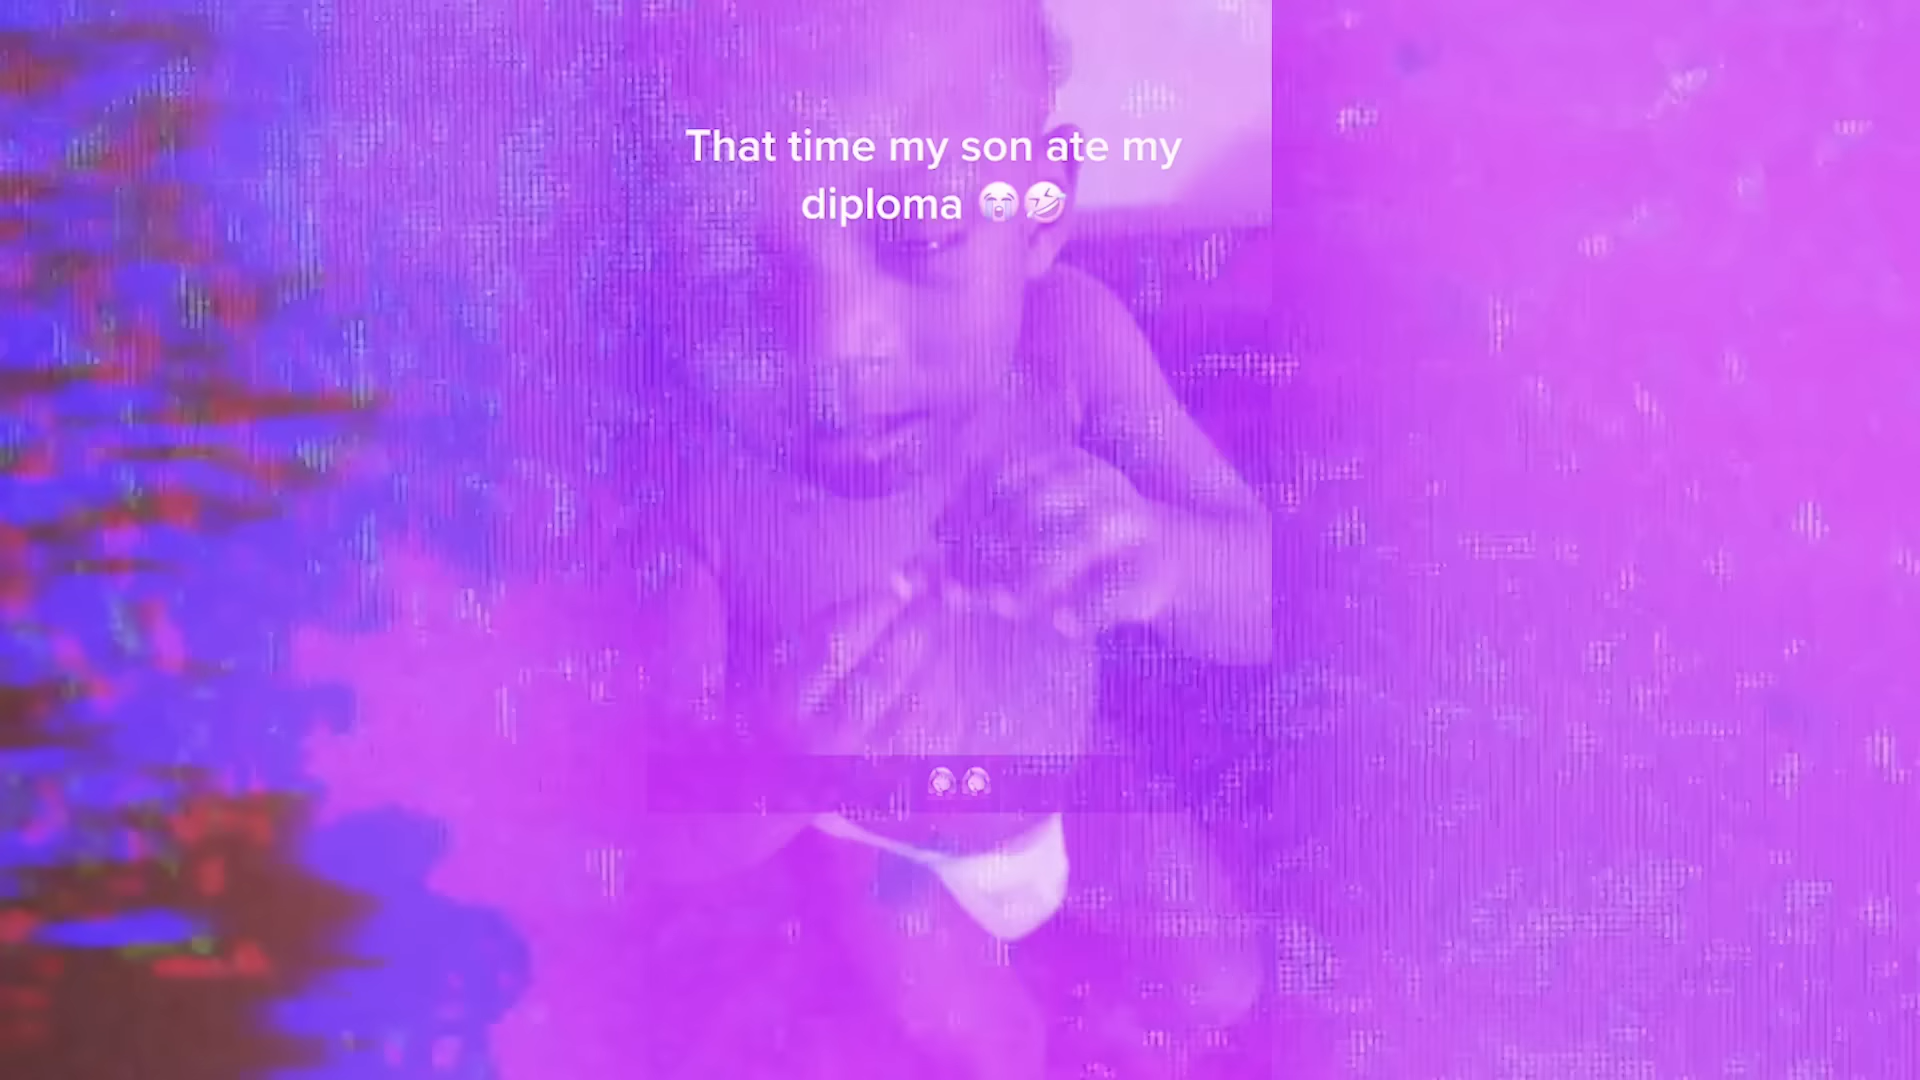 That time my son ate my
diploma 😭🤣
🤦‍♀️🤦‍♀️